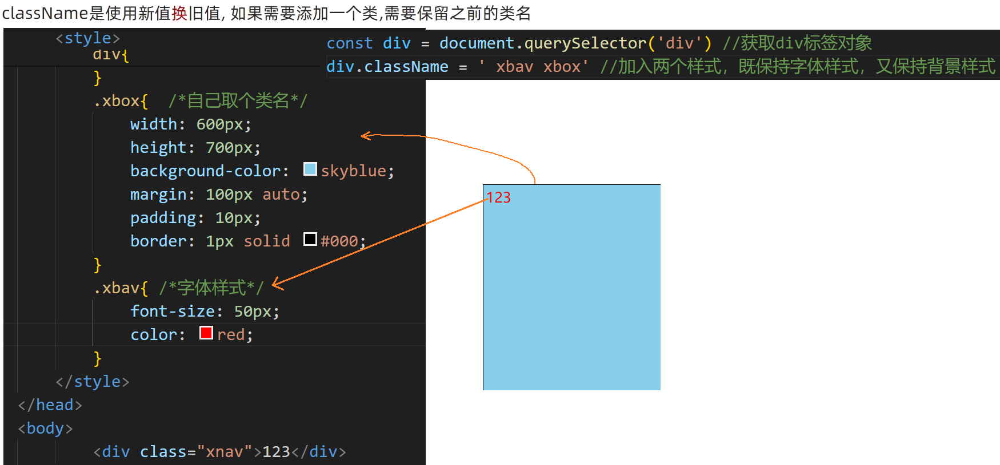 className是使用新值换旧值, 如果需要添加一个类,需要保留之前的类名
<style>
div{
}
.xbox{  /*自己取个类名*/
width: 600px;
height: 700px;
background-color: skyblue;
margin: 100px auto;
padding: 10px;
border: 1px solid #000;
}
.xbav{ /*字体样式*/
font-size: 50px;
color: red;
}
</style>
</head>
<body>
<div class="xnav">123</div>
const div = document.querySelector('div') //获取div标签对象
div.className = ' xbav xbox' //加入两个样式，既保持字体样式，又保持背景样式
123